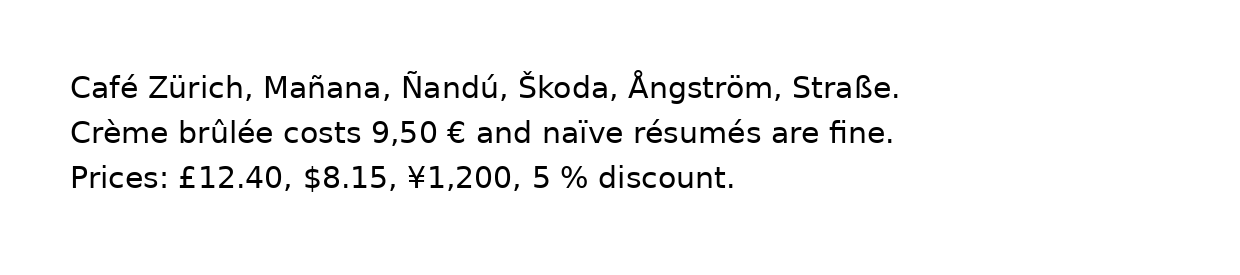 Café Zürich, Mañana, Ñandú, Škoda, Ångström, Straße.
Crème brûlée costs 9,50 € and naïve résumés are fine.
Prices: £12.40, $8.15, ¥1,200, 5 % discount.